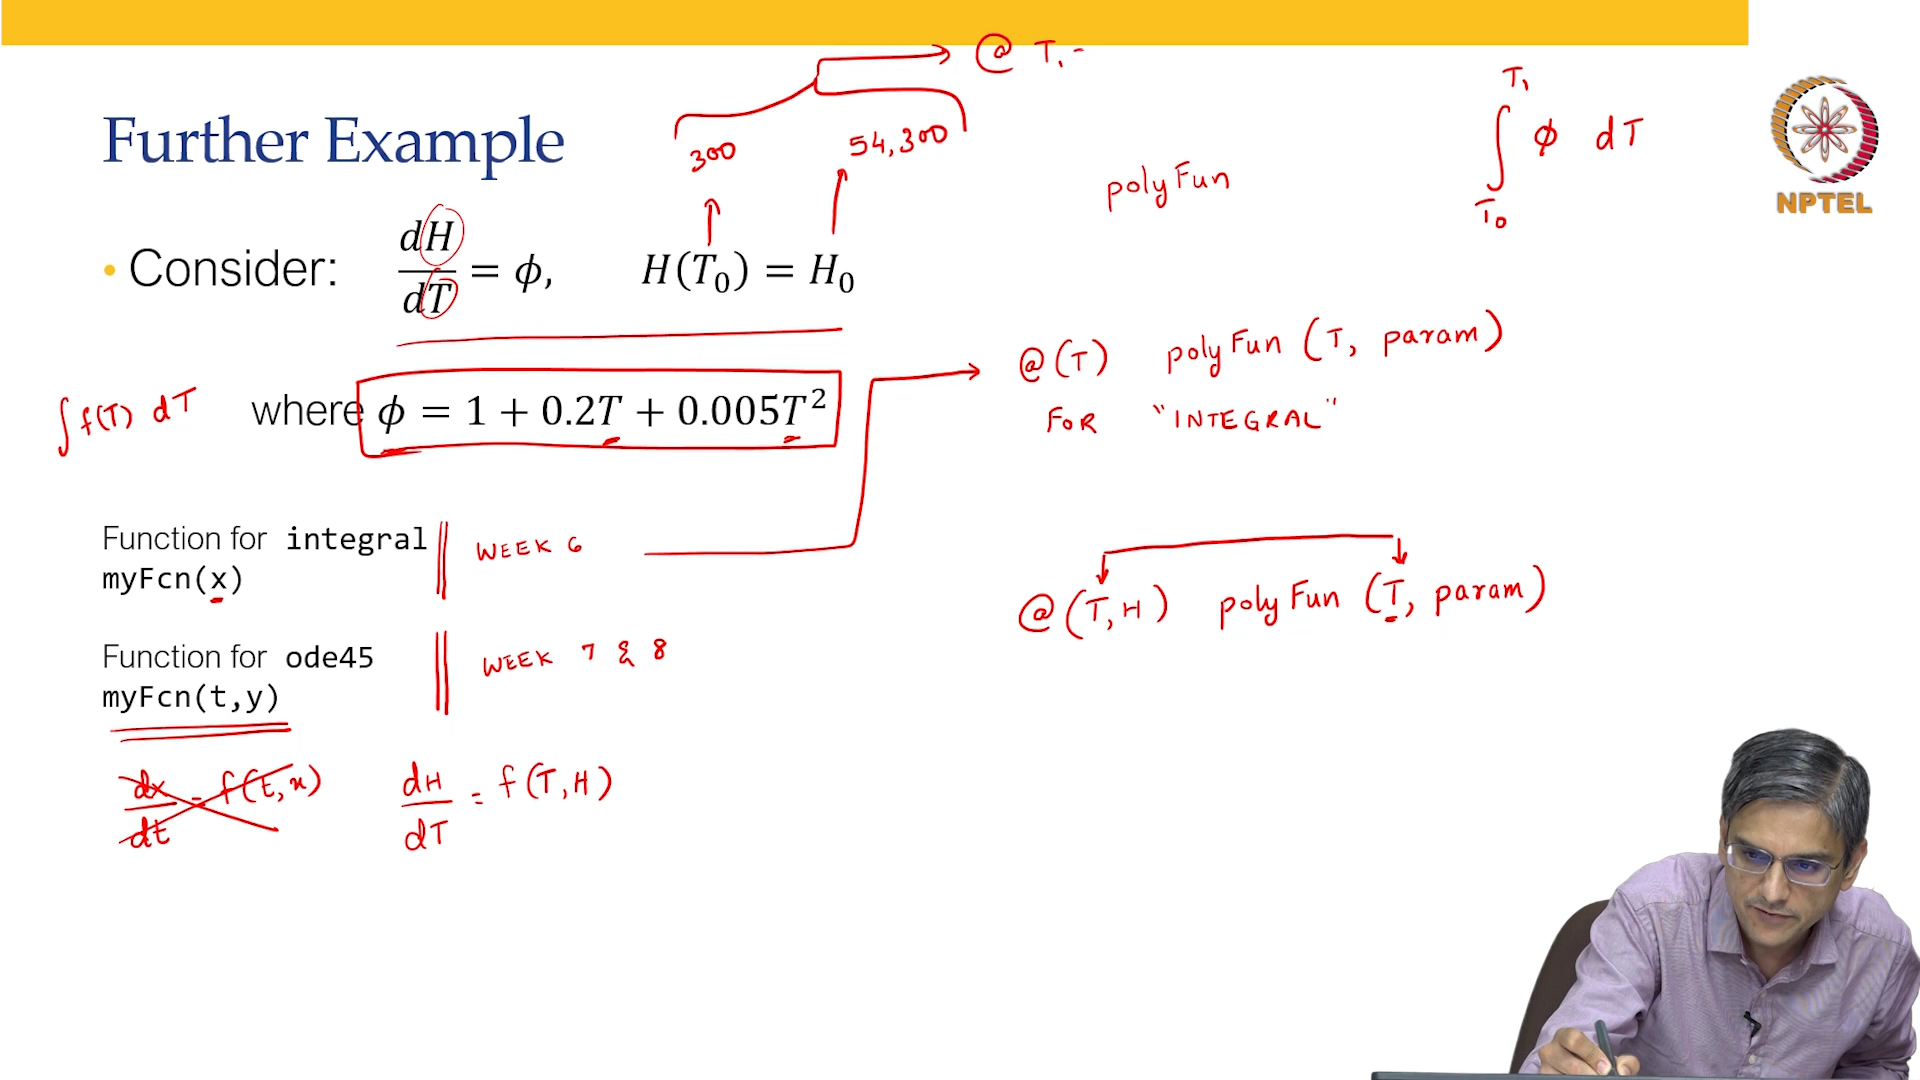 @ T₁ =
Further Example
300
54,300
polyFun
∫ T₀ T₁ ϕ dT
NPTEL
• Consider: dH/dT = ϕ, H(T₀) = H₀
∫ f(T) dT
where ϕ = 1 + 0.2T + 0.005T²
@(T) polyFun (T, param)
FOR "INTEGRAL"
Function for integral
myFcn(x)
WEEK 6
@(T, H) polyFun (T, param)
Function for ode45
myFcn(t,y)
WEEK 7 & 8
dx/dt = f(t,x)
dH/dT = f(T, H)